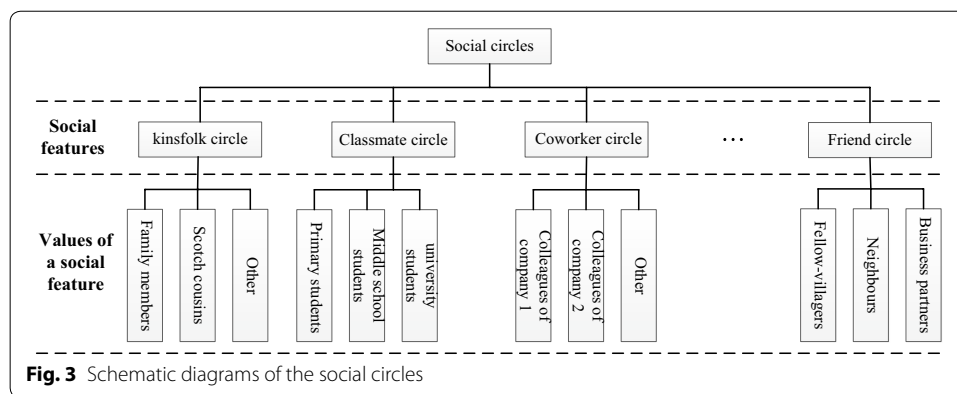 Social circles
Social
features
kinsfolk circle
Classmate circle
Coworker circle
...
Friend circle
Values of
a social
feature
Family members
Scotch cousins
Other
Primary students
Middle school
students
university
students
Colleagues of
company 1
Colleagues of
company 2
Other
Fellow-villagers
Neighbours
Business partners
Fig. 3 Schematic diagrams of the social circles